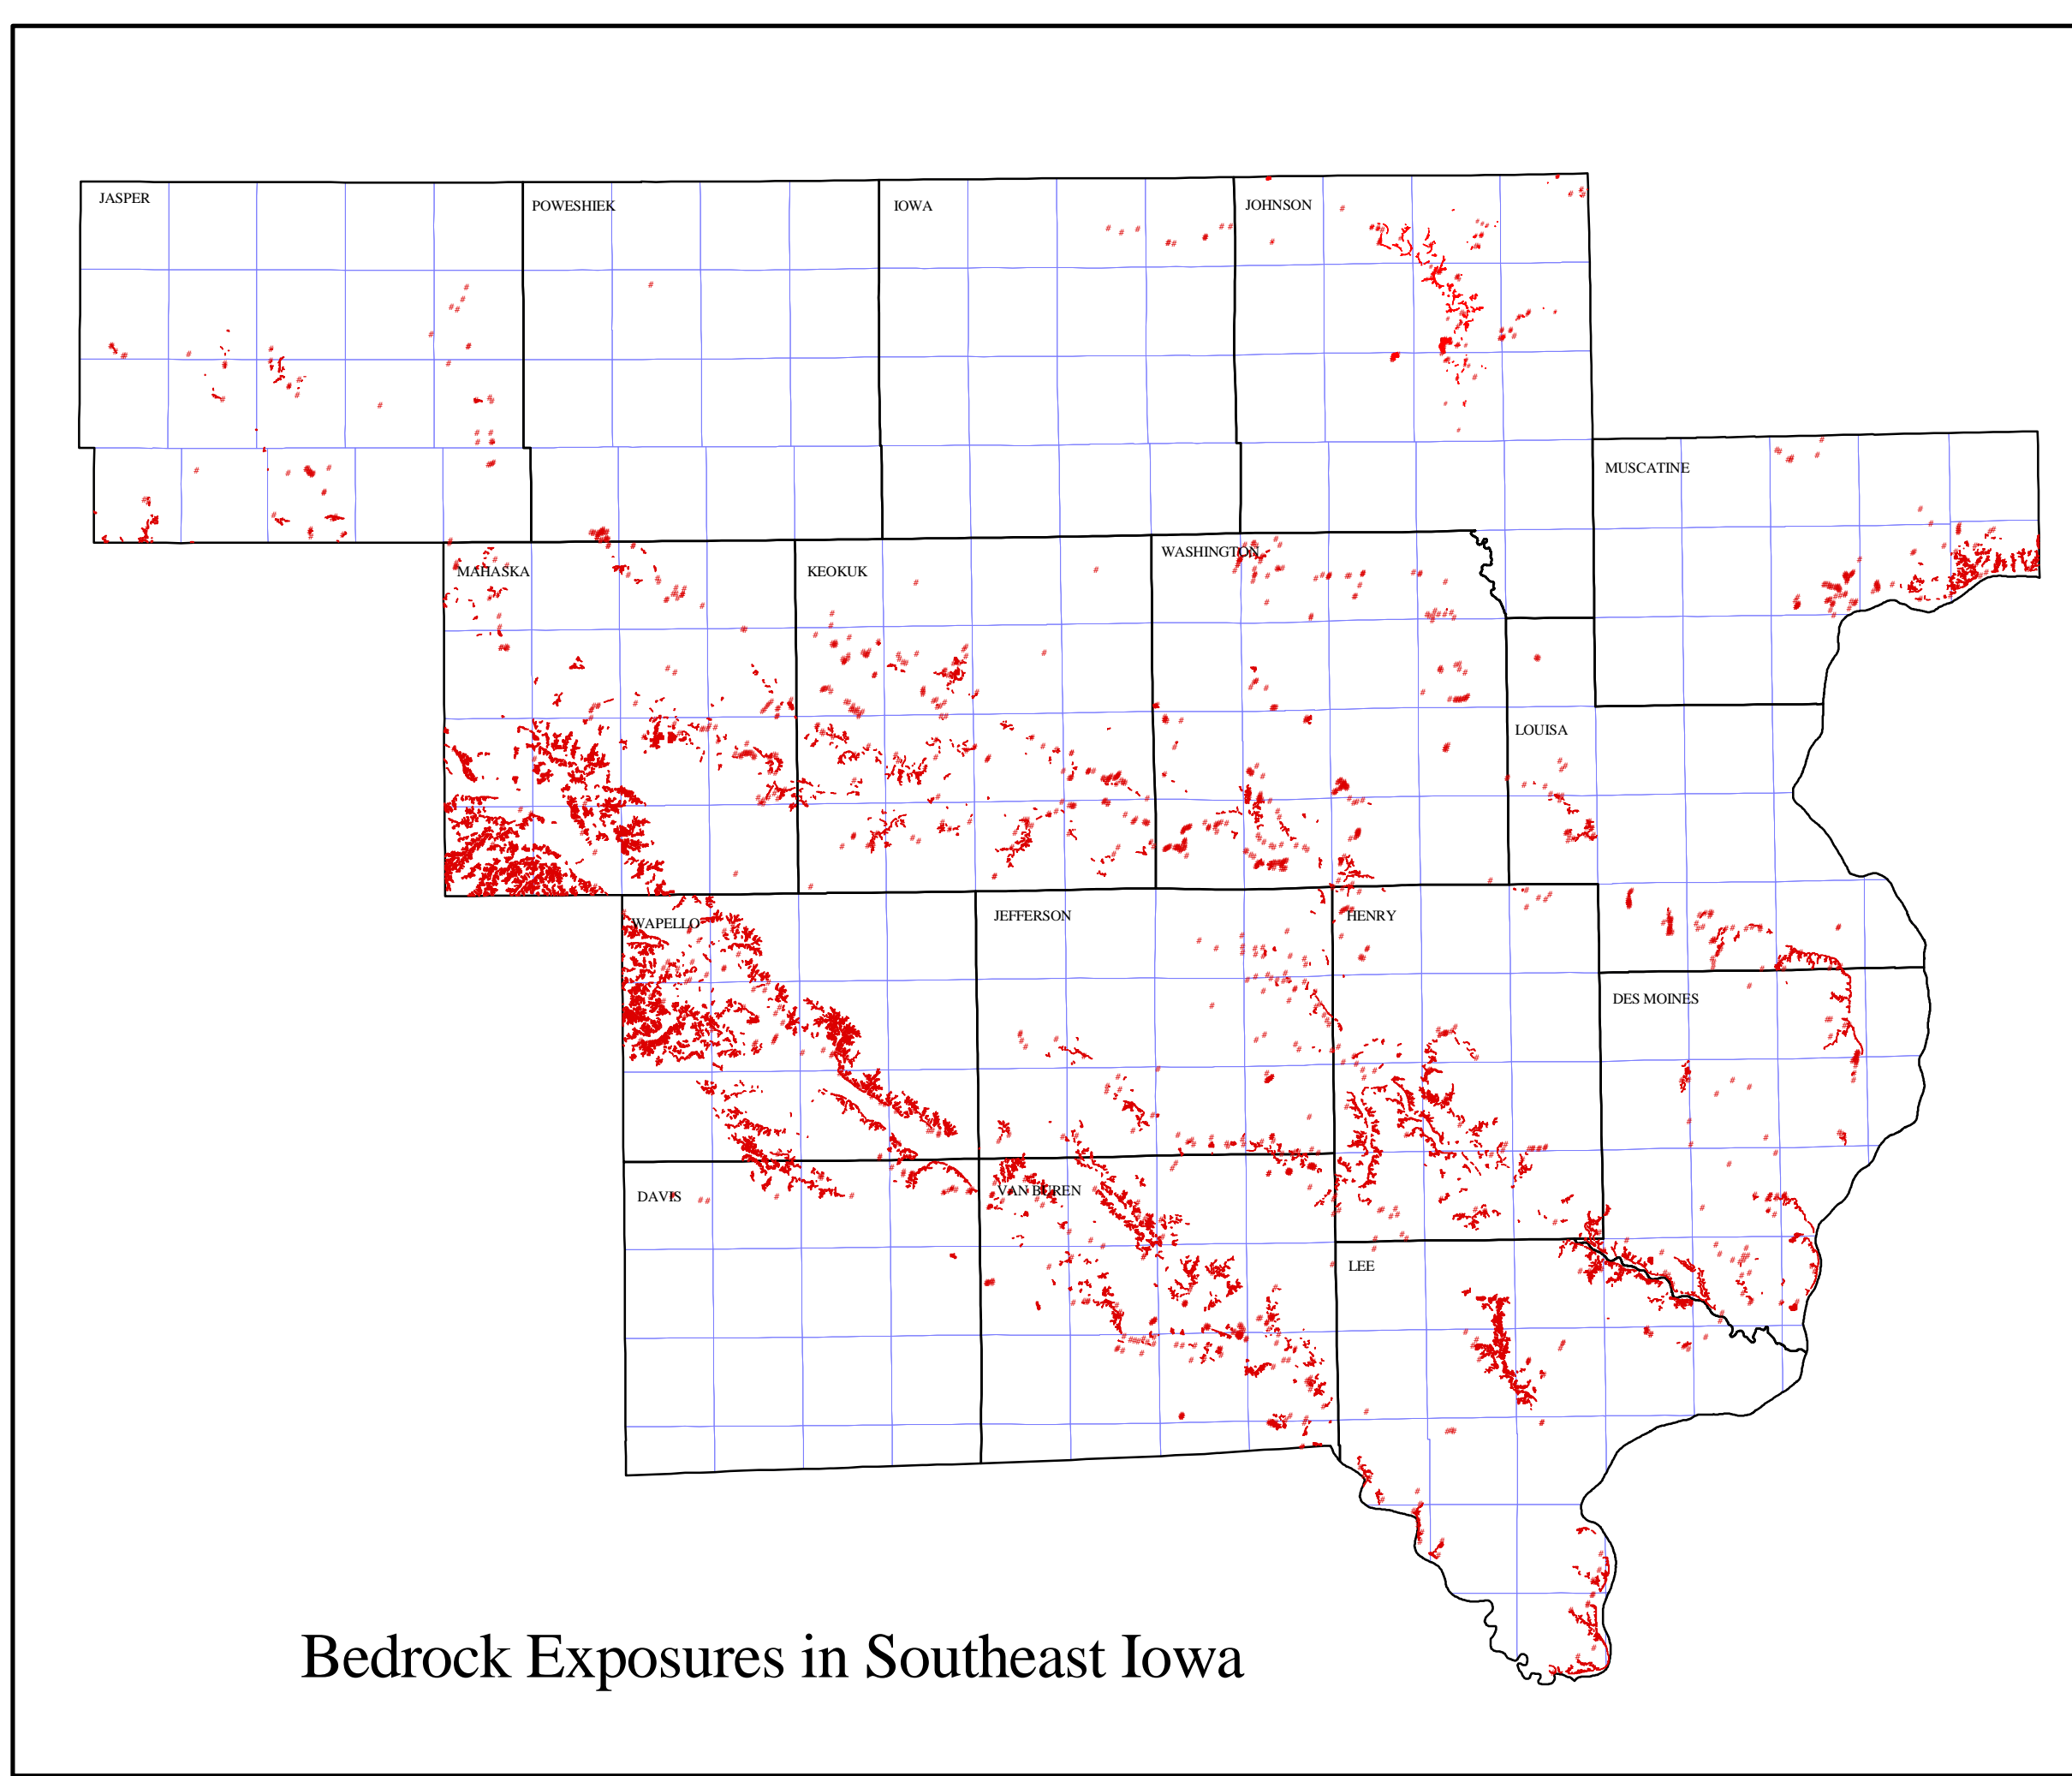 JASPER
POWESHIEK
IOWA
JOHNSON
MUSCATINE
MAHASKA
KEOKUK
WASHINGTON
LOUISA
WAPELLO
JEFFERSON
HENRY
DES MOINES
DAVIS
VAN BUREN
LEE
Bedrock Exposures in Southeast Iowa